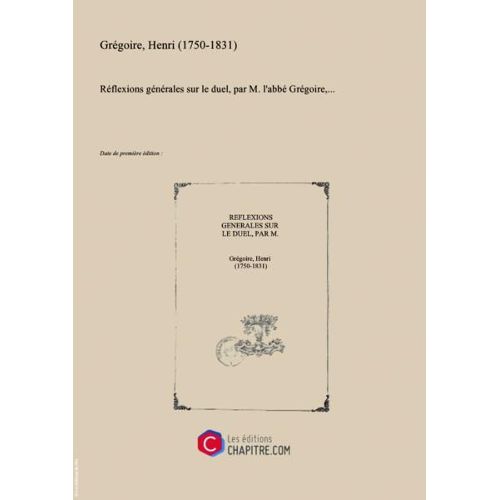 Grégoire, Henri (1750-1831)
Réflexions générales sur le duel, par M. l'abbé Grégoire,...
Date de première édition :
REFLEXIONS
GENERALES SUR
LE DUEL, PAR M.
Grégoire, Henri
(1750-1831)
Les éditions
CHAPITRE.COM